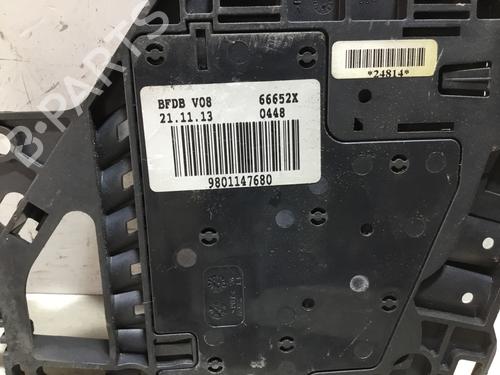 B-PARTS
BFDB V08 66652X
21.11.13 0448
9801147680
*24814*